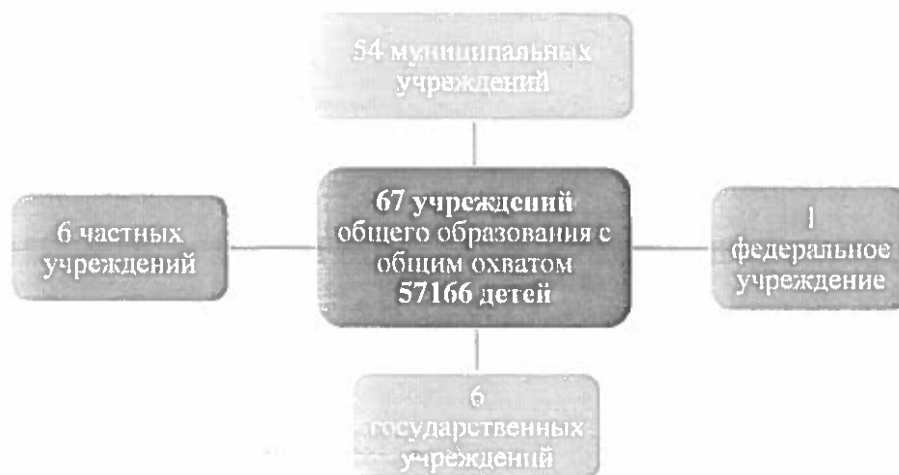 54 муниципальных
учреждений
67 учреждений
общего образования с
общим охватом
57166 детей
6 частных
учреждений
1
федеральное
учреждение
6
государственных
учреждений